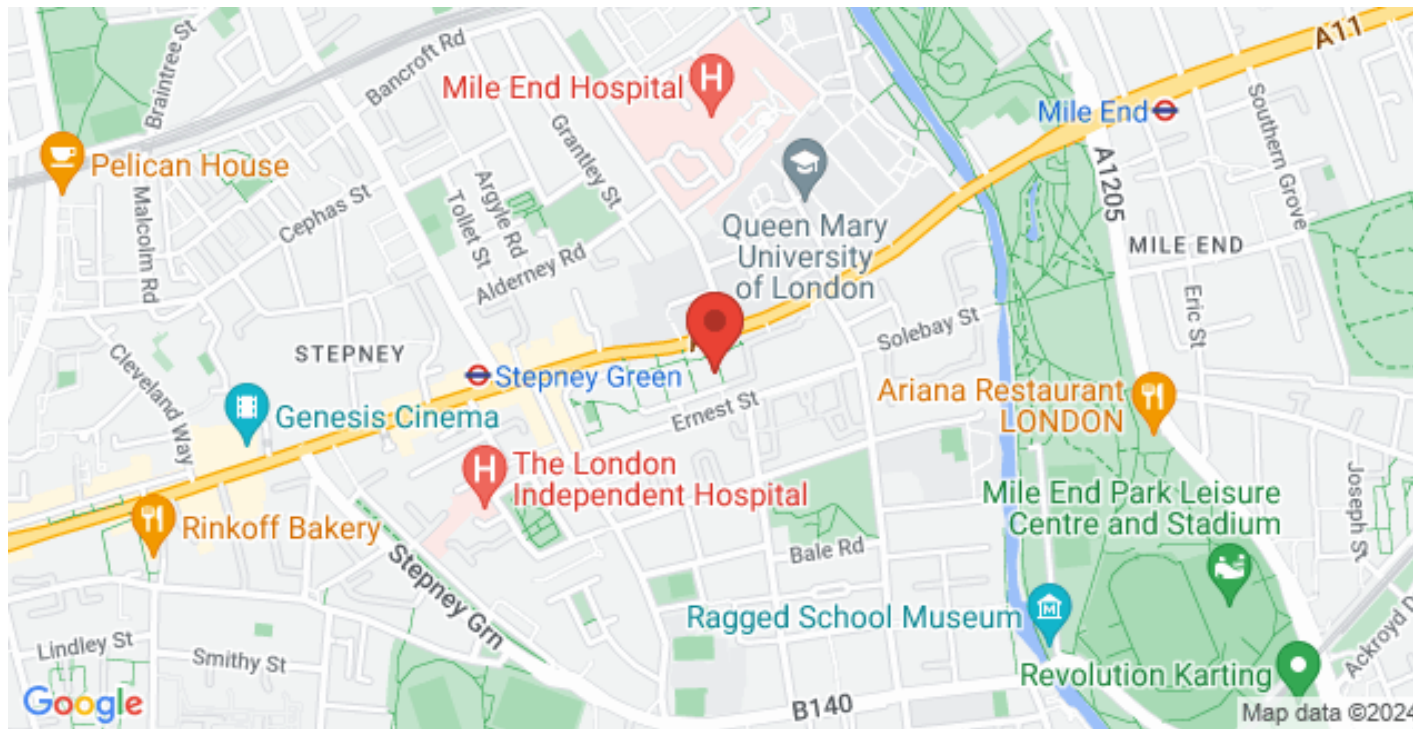 Braintree St
Bancroft Rd
A11
Mile End Hospital
H
Mile End
Southern Grove
Pelican House
Grantley St
A1205
Malcolm Rd
Cephas St
Argyle Rd
Tollet St
Queen Mary
University
of London
MILE END
Alderney Rd
Eric St
Solebay St
STEPNEY
Cleveland Way
Stepney Green
Ernest St
Genesis Cinema
Ariana Restaurant
LONDON
H
The London
Independent Hospital
Mile End Park Leisure
Centre and Stadium
Joseph St
Rinkoff Bakery
Bale Rd
Stepney Grn
Ragged School Museum
M
Lindley St
Smithy St
Revolution Karting
Ackroyd D
Google
B140
Map data ©2024